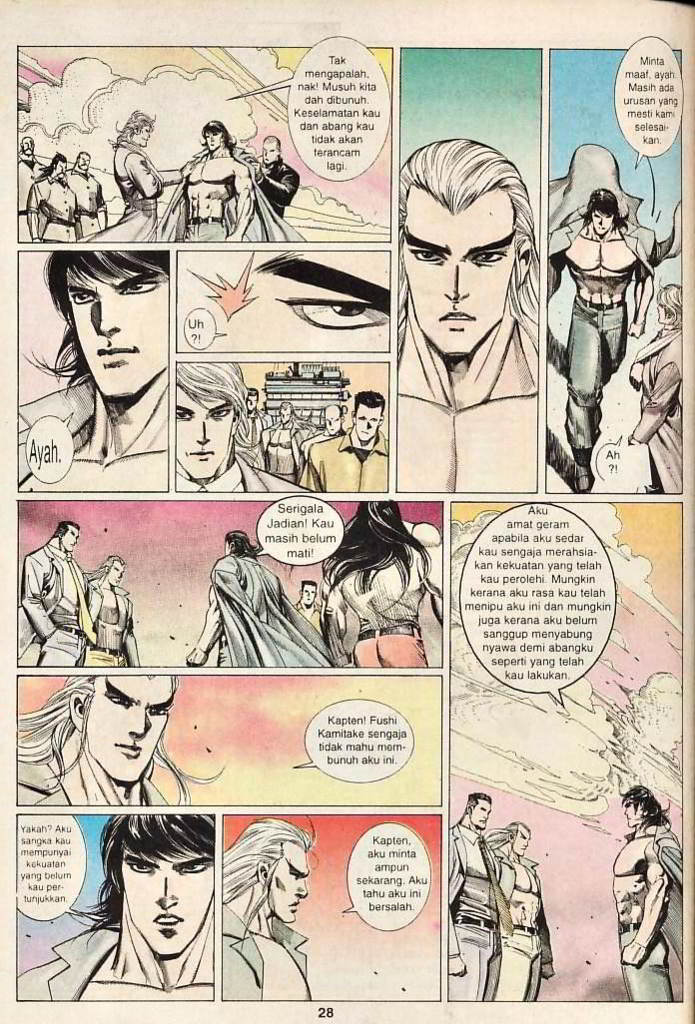 Tak
mengapalah,
nak! Musuh kita
dah dibunuh.
Keselamatan kau
dan abang kau
tidak akan
terancam
lagi.
Minta
maaf, ayah.
Masih ada
urusan yang
mesti kami
selesai-
kan.
Ayah.
Uh
?!
Ah
?!
Serigala
Jadian! Kau
masih belum
mati!
Aku
amat geram
apabila aku sedar
kau sengaja merahsia-
kan kekuatan yang telah
kau perolehi. Mungkin
kerana aku rasa kau telah
menipu aku ini dan mungkin
juga kerana aku belum
sanggup menyabung
nyawa demi abangku
seperti yang telah
kau lakukan.
Kapten! Fushi
Kamitake sengaja
tidak mahu mem-
bunuh aku ini.
Yakah? Aku
sangka kau
mempunyai
kekuatan
yang belum
kau per-
tunjukkan.
Kapten,
aku minta
ampun
sekarang. Aku
tahu aku ini
bersalah.
28